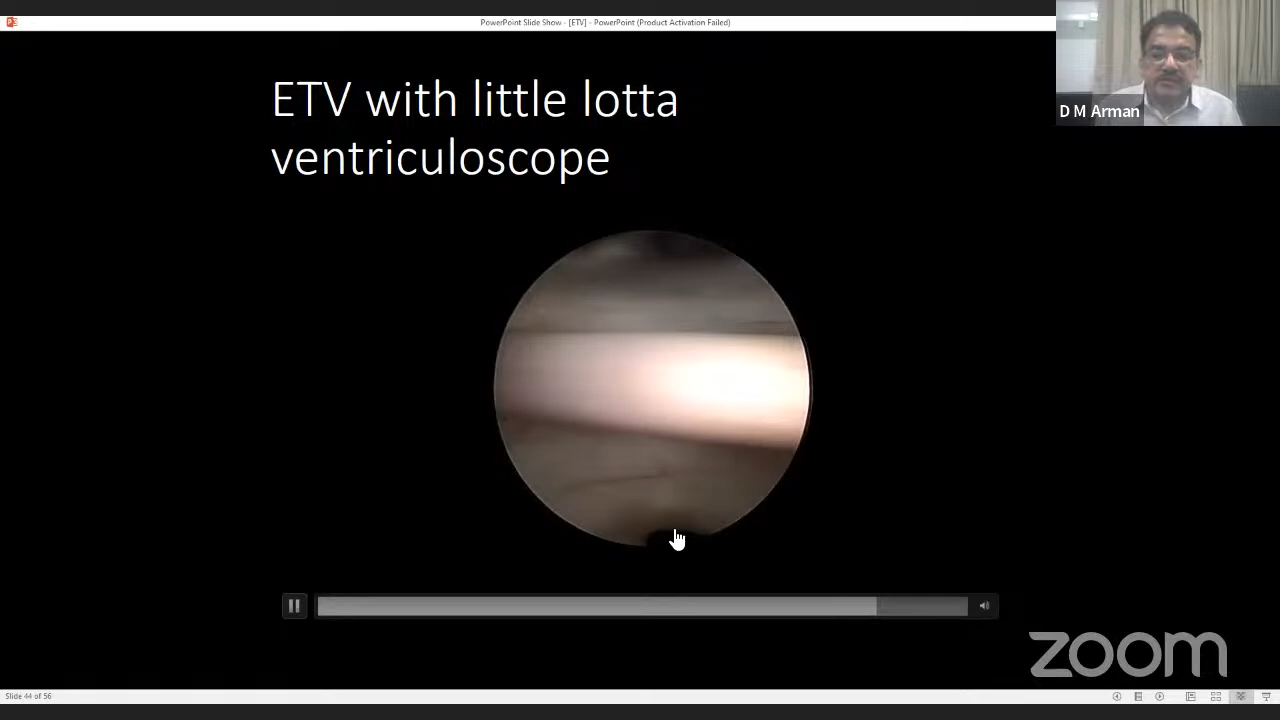 PowerPoint Slide Show - [ETV] - PowerPoint (Product Activation Failed)
ETV with little lotta
ventriculoscope
D M Arman
zoom
Slide 44 of 56